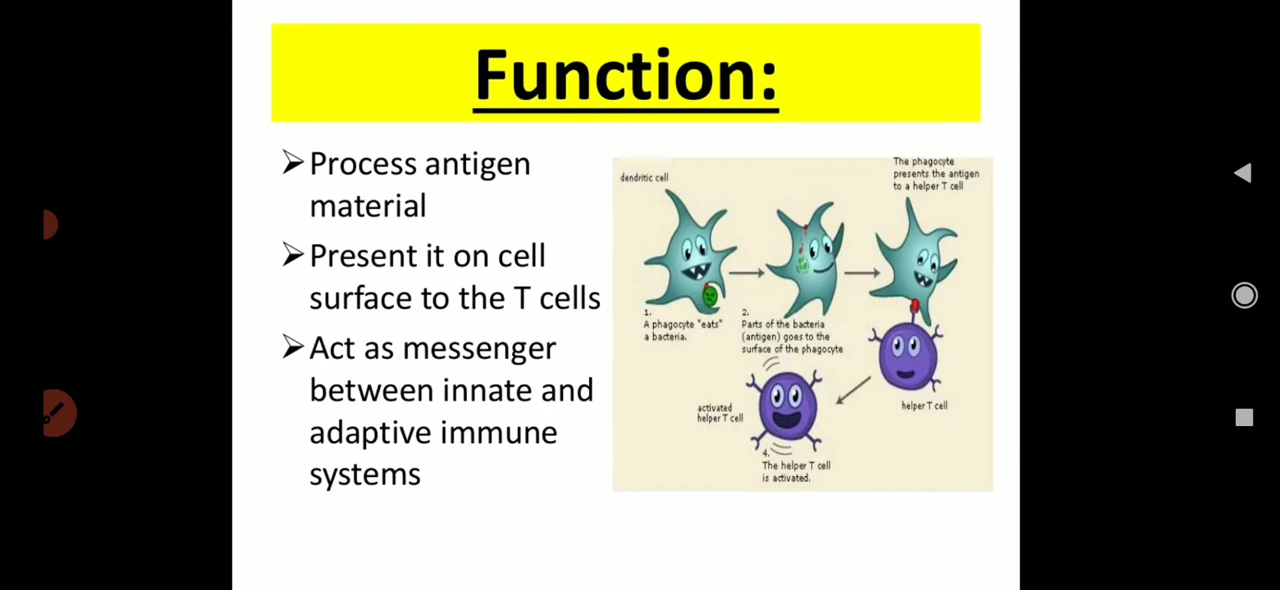 Function:
➢Process antigen
material
➢Present it on cell
surface to the T cells
➢Act as messenger
between innate and
adaptive immune
systems
dendritic cell
1.
A phagocyte "eats"
a bacteria.
2.
Parts of the bacteria
(antigen) goes to the
surface of the phagocyte
The phagocyte
presents the antigen
to a helper T cell
helper T cell
activated
helper T cell
4.
The helper T cell
is activated.